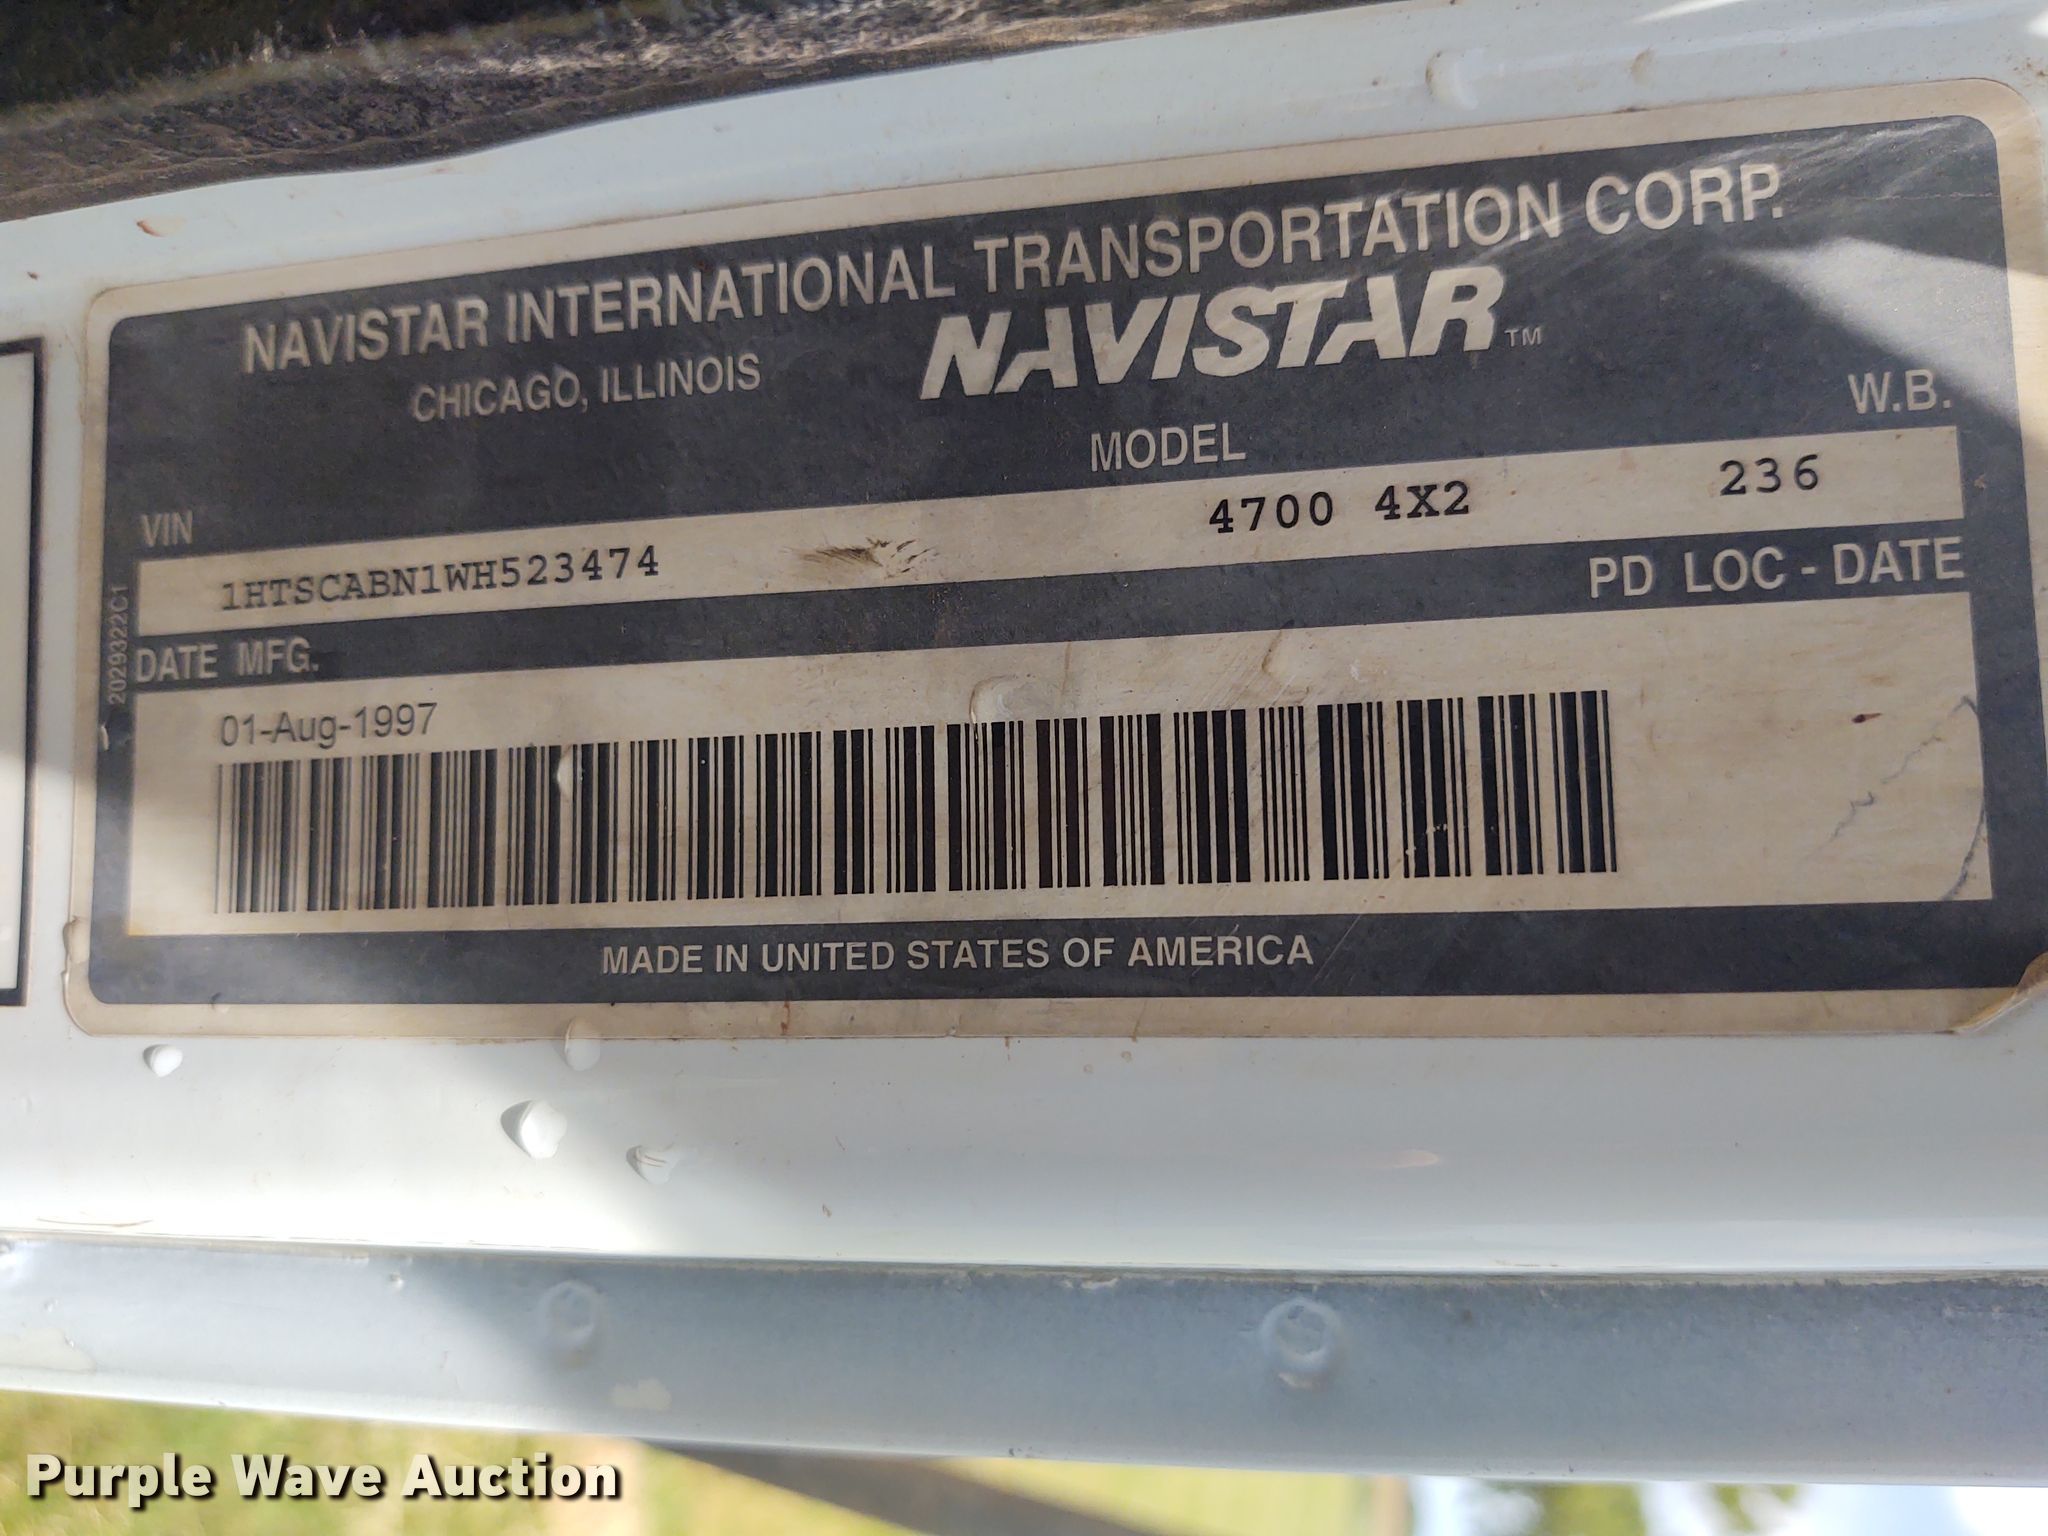 NAVISTAR INTERNATIONAL TRANSPORTATION CORP.
CHICAGO, ILLINOIS
NAVISTAR™
VIN
MODEL
W.B.
1HTSCABN1WH523474
4700 4X2
236
DATE MFG.
PD LOC - DATE
01-Aug-1997
2029322C1
MADE IN UNITED STATES OF AMERICA
Purple Wave Auction